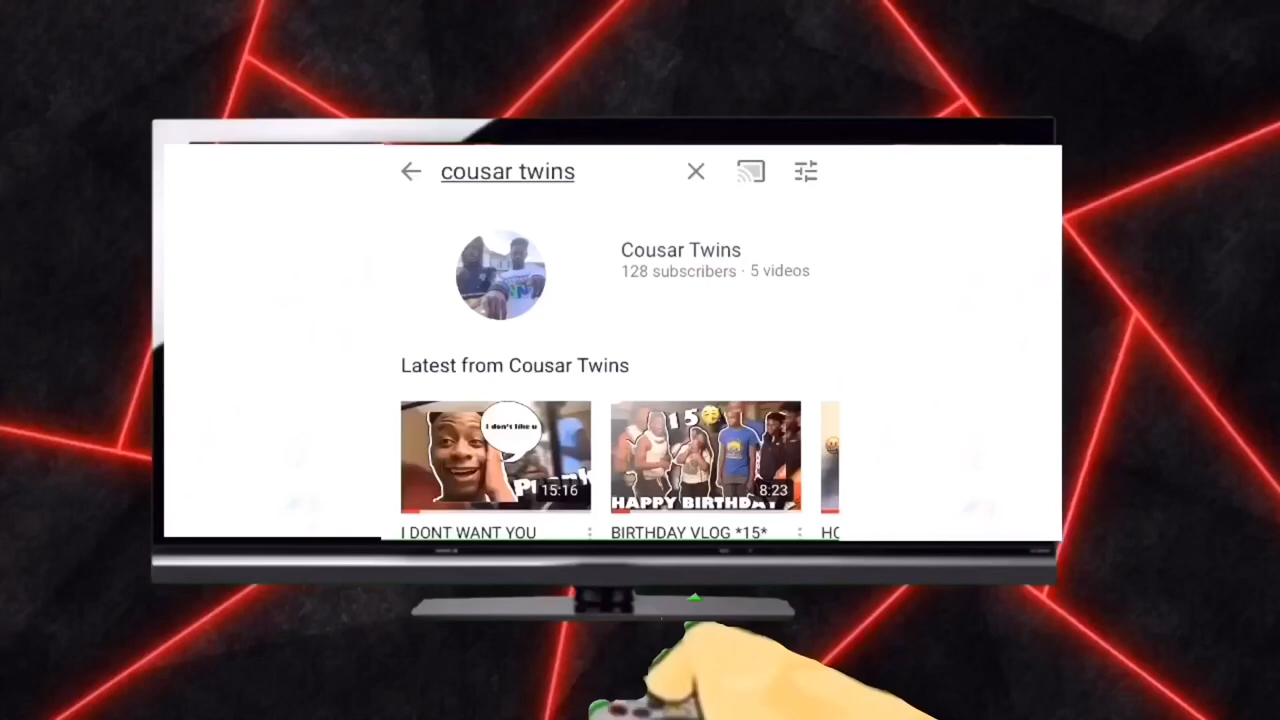 cousar twins
Cousar Twins
128 subscribers · 5 videos
Latest from Cousar Twins
I don't like u
Prank
15:16
15
8:23
HAPPY BIRTHDAY
I DONT WANT YOU
BIRTHDAY VLOG *15*